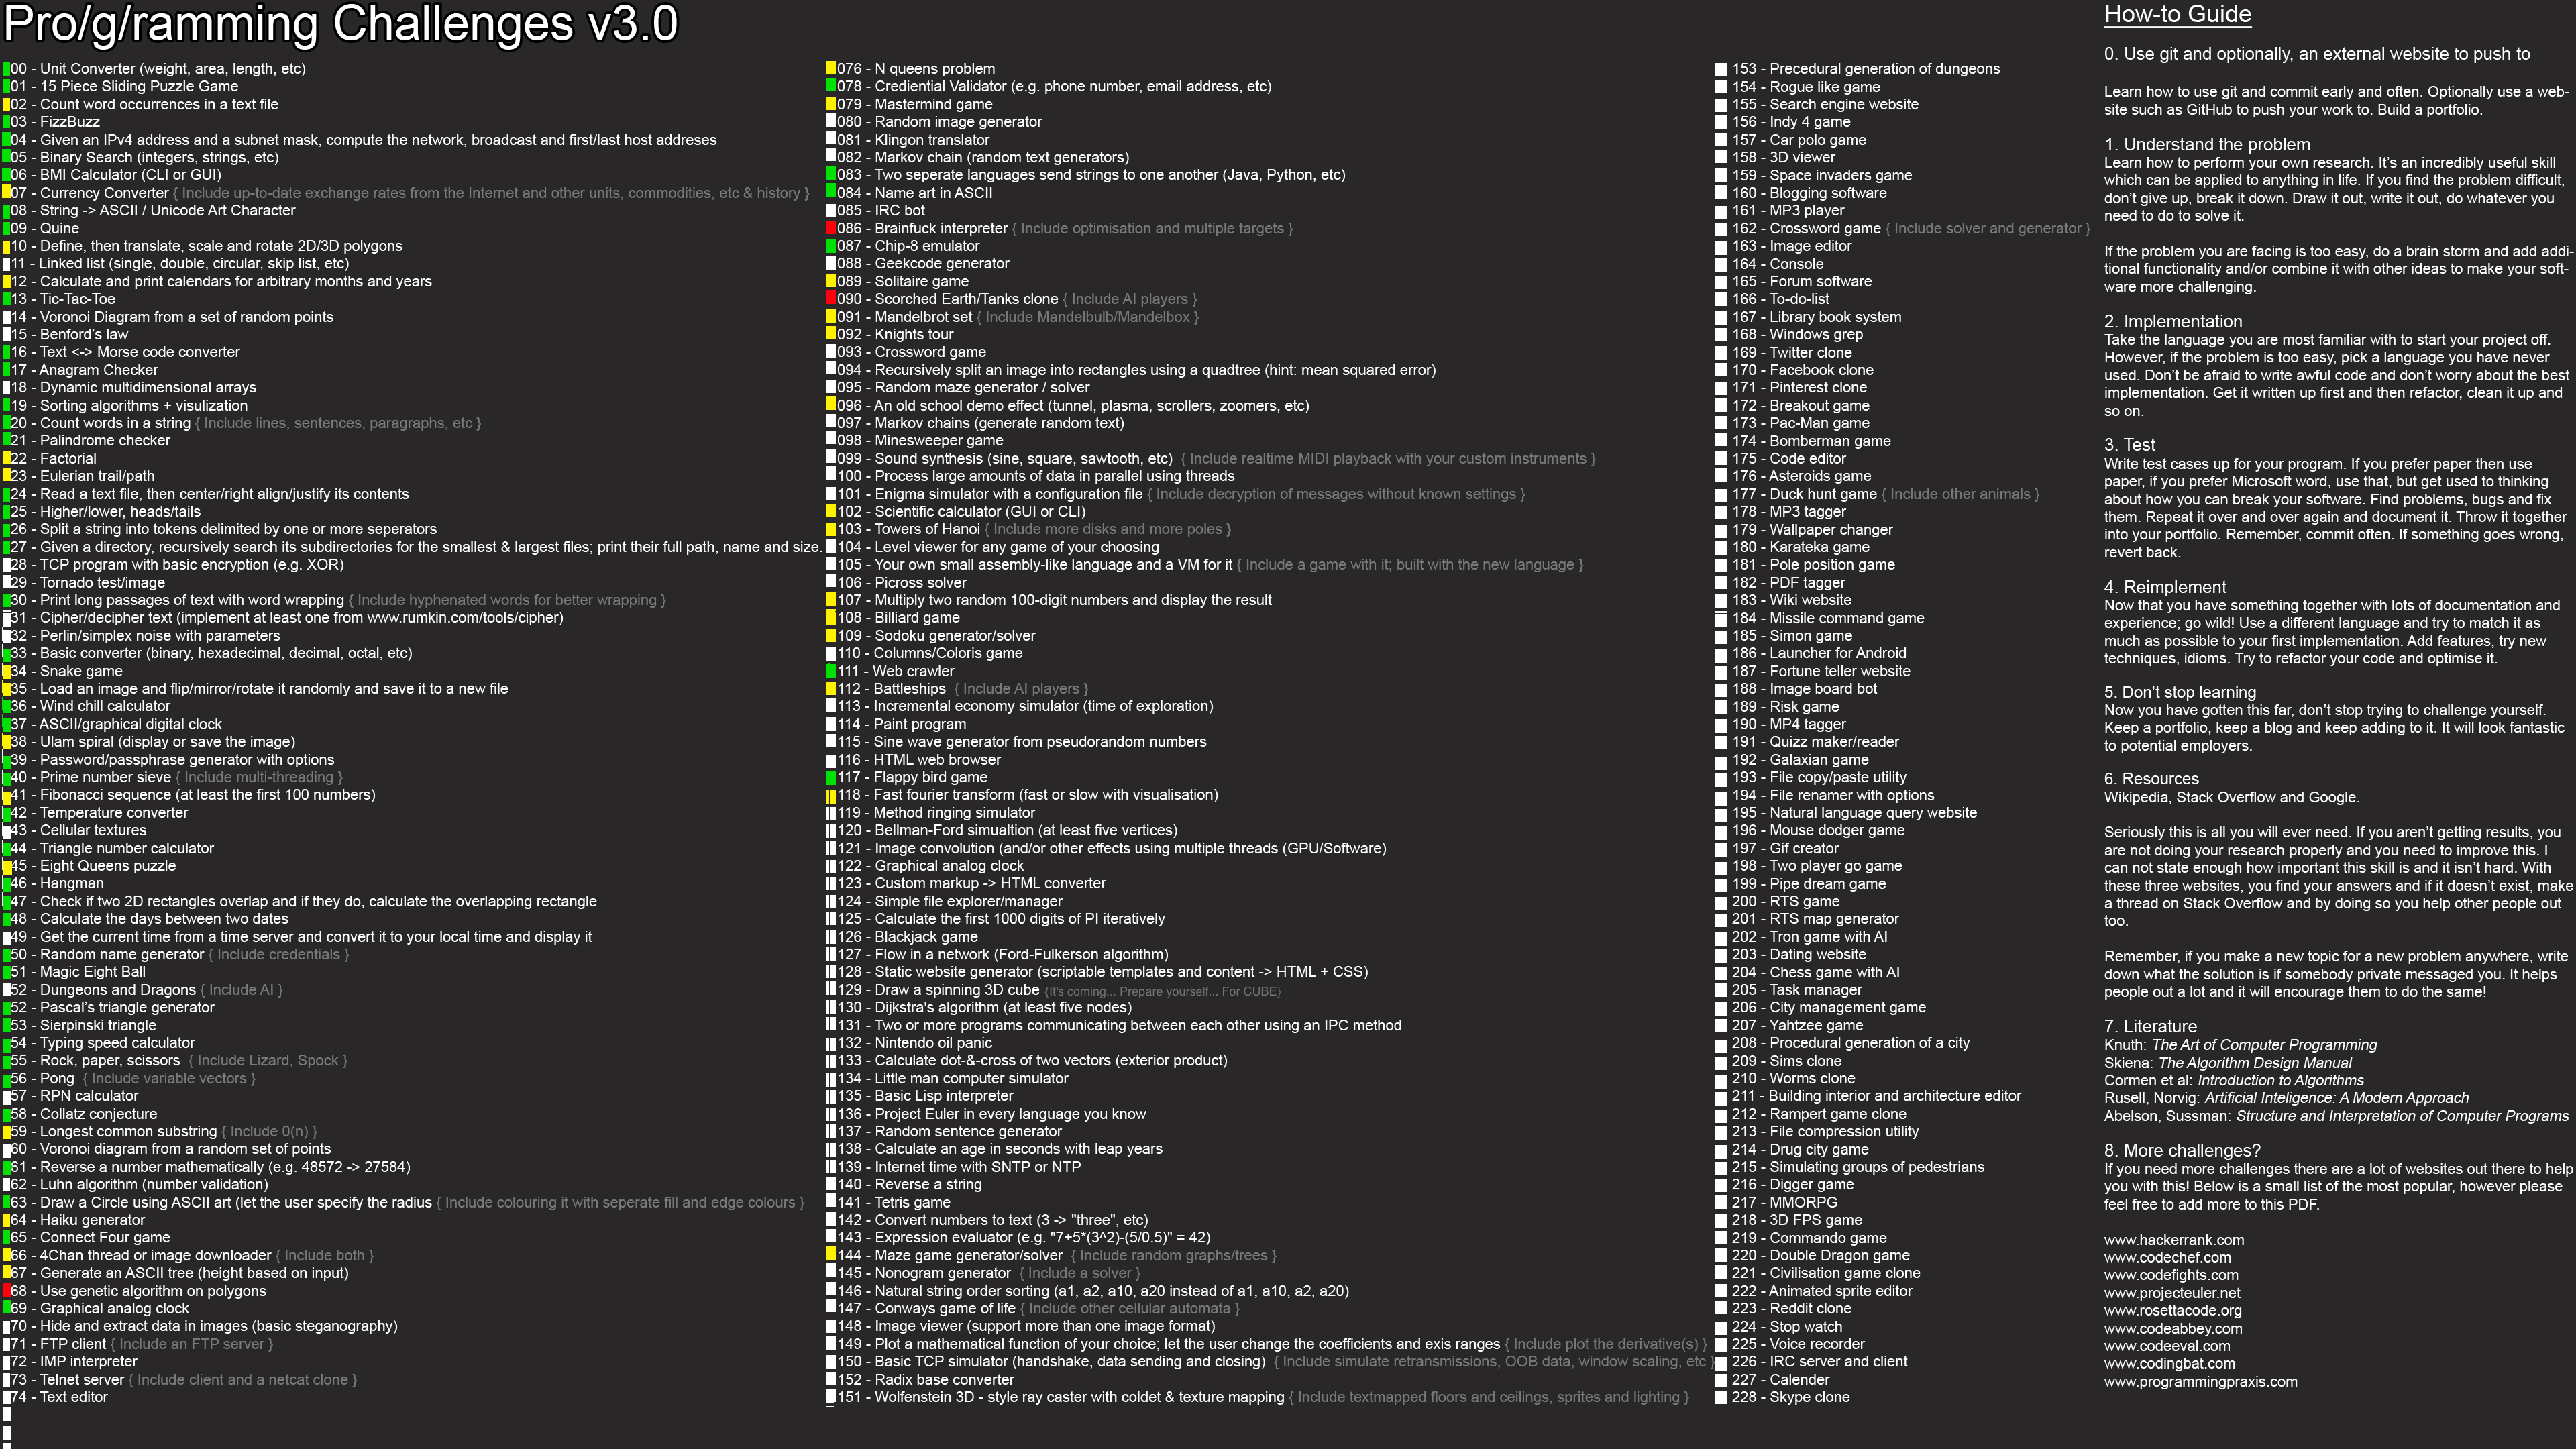 Pro/g/ramming Challenges v3.0
00 - Unit Converter (weight, area, length, etc)
01 - 15 Piece Sliding Puzzle Game
02 - Count word occurrences in a text file
03 - FizzBuzz
04 - Given an IPv4 address and a subnet mask, compute the network, broadcast and first/last host addreses
05 - Binary Search (integers, strings, etc)
06 - BMI Calculator (CLI or GUI)
07 - Currency Converter { Include up-to-date exchange rates from the Internet and other units, commodities, etc & history }
08 - String -> ASCII / Unicode Art Character
09 - Quine
10 - Define, then translate, scale and rotate 2D/3D polygons
11 - Linked list (single, double, circular, skip list, etc)
12 - Calculate and print calendars for arbitrary months and years
13 - Tic-Tac-Toe
14 - Voronoi Diagram from a set of random points
15 - Benford's law
16 - Text <-> Morse code converter
17 - Anagram Checker
18 - Dynamic multidimensional arrays
19 - Sorting algorithms + visulization
20 - Count words in a string { Include lines, sentences, paragraphs, etc }
21 - Palindrome checker
22 - Factorial
23 - Eulerian trail/path
24 - Read a text file, then center/right align/justify its contents
25 - Higher/lower, heads/tails
26 - Split a string into tokens delimited by one or more seperators
27 - Given a directory, recursively search its subdirectories for the smallest & largest files; print their full path, name and size.
28 - TCP program with basic encryption (e.g. XOR)
29 - Tornado test/image
30 - Print long passages of text with word wrapping { Include hyphenated words for better wrapping }
31 - Cipher/decipher text (implement at least one from www.rumkin.com/tools/cipher)
32 - Perlin/simplex noise with parameters
33 - Basic converter (binary, hexadecimal, decimal, octal, etc)
34 - Snake game
35 - Load an image and flip/mirror/rotate it randomly and save it to a new file
36 - Wind chill calculator
37 - ASCII/graphical digital clock
38 - Ulam spiral (display or save the image)
39 - Password/passphrase generator with options
40 - Prime number sieve { Include multi-threading }
41 - Fibonacci sequence (at least the first 100 numbers)
42 - Temperature converter
43 - Cellular textures
44 - Triangle number calculator
45 - Eight Queens puzzle
46 - Hangman
47 - Check if two 2D rectangles overlap and if they do, calculate the overlapping rectangle
48 - Calculate the days between two dates
49 - Get the current time from a time server and convert it to your local time and display it
50 - Random name generator { Include credentials }
51 - Magic Eight Ball
52 - Dungeons and Dragons { Include AI }
52 - Pascal's triangle generator
53 - Sierpinski triangle
54 - Typing speed calculator
55 - Rock, paper, scissors { Include Lizard, Spock }
56 - Pong { Include variable vectors }
57 - RPN calculator
58 - Collatz conjecture
59 - Longest common substring { Include 0(n) }
60 - Voronoi diagram from a random set of points
61 - Reverse a number mathematically (e.g. 48572 -> 27584)
62 - Luhn algorithm (number validation)
63 - Draw a Circle using ASCII art (let the user specify the radius { Include colouring it with seperate fill and edge colours }
64 - Haiku generator
65 - Connect Four game
66 - 4Chan thread or image downloader { Include both }
67 - Generate an ASCII tree (height based on input)
68 - Use genetic algorithm on polygons
69 - Graphical analog clock
70 - Hide and extract data in images (basic steganography)
71 - FTP client { Include an FTP server }
72 - IMP interpreter
73 - Telnet server { Include client and a netcat clone }
74 - Text editor
076 - N queens problem
078 - Crediential Validator (e.g. phone number, email address, etc)
079 - Mastermind game
080 - Random image generator
081 - Klingon translator
082 - Markov chain (random text generators)
083 - Two seperate languages send strings to one another (Java, Python, etc)
084 - Name art in ASCII
085 - IRC bot
086 - Brainfuck interpreter { Include optimisation and multiple targets }
087 - Chip-8 emulator
088 - Geekcode generator
089 - Solitaire game
090 - Scorched Earth/Tanks clone { Include AI players }
091 - Mandelbrot set { Include Mandelbulb/Mandelbox }
092 - Knights tour
093 - Crossword game
094 - Recursively split an image into rectangles using a quadtree (hint: mean squared error)
095 - Random maze generator / solver
096 - An old school demo effect (tunnel, plasma, scrollers, zoomers, etc)
097 - Markov chains (generate random text)
098 - Minesweeper game
099 - Sound synthesis (sine, square, sawtooth, etc) { Include realtime MIDI playback with your custom instruments }
100 - Process large amounts of data in parallel using threads
101 - Enigma simulator with a configuration file { Include decryption of messages without known settings }
102 - Scientific calculator (GUI or CLI)
103 - Towers of Hanoi { Include more disks and more poles }
104 - Level viewer for any game of your choosing
105 - Your own small assembly-like language and a VM for it { Include a game with it; built with the new language }
106 - Picross solver
107 - Multiply two random 100-digit numbers and display the result
108 - Billiard game
109 - Sodoku generator/solver
110 - Columns/Coloris game
111 - Web crawler
112 - Battleships { Include AI players }
113 - Incremental economy simulator (time of exploration)
114 - Paint program
115 - Sine wave generator from pseudorandom numbers
116 - HTML web browser
117 - Flappy bird game
118 - Fast fourier transform (fast or slow with visualisation)
119 - Method ringing simulator
120 - Bellman-Ford simualtion (at least five vertices)
121 - Image convolution (and/or other effects using multiple threads (GPU/Software)
122 - Graphical analog clock
123 - Custom markup -> HTML converter
124 - Simple file explorer/manager
125 - Calculate the first 1000 digits of PI iteratively
126 - Blackjack game
127 - Flow in a network (Ford-Fulkerson algorithm)
128 - Static website generator (scriptable templates and content -> HTML + CSS)
129 - Draw a spinning 3D cube {It's coming... Prepare yourself... For CUBE}
130 - Dijkstra's algorithm (at least five nodes)
131 - Two or more programs communicating between each other using an IPC method
132 - Nintendo oil panic
133 - Calculate dot-&-cross of two vectors (exterior product)
134 - Little man computer simulator
135 - Basic Lisp interpreter
136 - Project Euler in every language you know
137 - Random sentence generator
138 - Calculate an age in seconds with leap years
139 - Internet time with SNTP or NTP
140 - Reverse a string
141 - Tetris game
142 - Convert numbers to text (3 -> "three", etc)
143 - Expression evaluator (e.g. "7+5*(3^2)-(5/0.5)" = 42)
144 - Maze game generator/solver { Include random graphs/trees }
145 - Nonogram generator { Include a solver }
146 - Natural string order sorting (a1, a2, a10, a20 instead of a1, a10, a2, a20)
147 - Conways game of life { Include other cellular automata }
148 - Image viewer (support more than one image format)
149 - Plot a mathematical function of your choice; let the user change the coefficients and exis ranges { Include plot the derivative(s) }
150 - Basic TCP simulator (handshake, data sending and closing) { Include simulate retransmissions, OOB data, window scaling, etc }
152 - Radix base converter
151 - Wolfenstein 3D - style ray caster with coldet & texture mapping { Include textmapped floors and ceilings, sprites and lighting }
153 - Precedural generation of dungeons
154 - Rogue like game
155 - Search engine website
156 - Indy 4 game
157 - Car polo game
158 - 3D viewer
159 - Space invaders game
160 - Blogging software
161 - MP3 player
162 - Crossword game { Include solver and generator }
163 - Image editor
164 - Console
165 - Forum software
166 - To-do-list
167 - Library book system
168 - Windows grep
169 - Twitter clone
170 - Facebook clone
171 - Pinterest clone
172 - Breakout game
173 - Pac-Man game
174 - Bomberman game
175 - Code editor
176 - Asteroids game
177 - Duck hunt game { Include other animals }
178 - MP3 tagger
179 - Wallpaper changer
180 - Karateka game
181 - Pole position game
182 - PDF tagger
183 - Wiki website
184 - Missile command game
185 - Simon game
186 - Launcher for Android
187 - Fortune teller website
188 - Image board bot
189 - Risk game
190 - MP4 tagger
191 - Quizz maker/reader
192 - Galaxian game
193 - File copy/paste utility
194 - File renamer with options
195 - Natural language query website
196 - Mouse dodger game
197 - Gif creator
198 - Two player go game
199 - Pipe dream game
200 - RTS game
201 - RTS map generator
202 - Tron game with AI
203 - Dating website
204 - Chess game with AI
205 - Task manager
206 - City management game
207 - Yahtzee game
208 - Procedural generation of a city
209 - Sims clone
210 - Worms clone
211 - Building interior and architecture editor
212 - Rampert game clone
213 - File compression utility
214 - Drug city game
215 - Simulating groups of pedestrians
216 - Digger game
217 - MMORPG
218 - 3D FPS game
219 - Commando game
220 - Double Dragon game
221 - Civilisation game clone
222 - Animated sprite editor
223 - Reddit clone
224 - Stop watch
225 - Voice recorder
226 - IRC server and client
227 - Calender
228 - Skype clone
How-to Guide
0. Use git and optionally, an external website to push to
Learn how to use git and commit early and often. Optionally use a web-
site such as GitHub to push your work to. Build a portfolio.
1. Understand the problem
Learn how to perform your own research. It's an incredibly useful skill
which can be applied to anything in life. If you find the problem difficult,
don't give up, break it down. Draw it out, write it out, do whatever you
need to do to solve it.
If the problem you are facing is too easy, do a brain storm and add addi-
tional functionality and/or combine it with other ideas to make your soft-
ware more challenging.
2. Implementation
Take the language you are most familiar with to start your project off.
However, if the problem is too easy, pick a language you have never
used. Don't be afraid to write awful code and don't worry about the best
implementation. Get it written up first and then refactor, clean it up and
so on.
3. Test
Write test cases up for your program. If you prefer paper then use
paper, if you prefer Microsoft word, use that, but get used to thinking
about how you can break your software. Find problems, bugs and fix
them. Repeat it over and over again and document it. Throw it together
into your portfolio. Remember, commit often. If something goes wrong,
revert back.
4. Reimplement
Now that you have something together with lots of documentation and
experience; go wild! Use a different language and try to match it as
much as possible to your first implementation. Add features, try new
techniques, idioms. Try to refactor your code and optimise it.
5. Don't stop learning
Now you have gotten this far, don't stop trying to challenge yourself.
Keep a portfolio, keep a blog and keep adding to it. It will look fantastic
to potential employers.
6. Resources
Wikipedia, Stack Overflow and Google.
Seriously this is all you will ever need. If you aren't getting results, you
are not doing your research properly and you need to improve this. I
can not state enough how important this skill is and it isn't hard. With
these three websites, you find your answers and if it doesn't exist, make
a thread on Stack Overflow and by doing so you help other people out
too.
Remember, if you make a new topic for a new problem anywhere, write
down what the solution is if somebody private messaged you. It helps
people out a lot and it will encourage them to do the same!
7. Literature
Knuth: The Art of Computer Programming
Skiena: The Algorithm Design Manual
Cormen et al: Introduction to Algorithms
Rusell, Norvig: Artificial Inteligence: A Modern Approach
Abelson, Sussman: Structure and Interpretation of Computer Programs
8. More challenges?
If you need more challenges there are a lot of websites out there to help
you with this! Below is a small list of the most popular, however please
feel free to add more to this PDF.
www.hackerrank.com
www.codechef.com
www.codefights.com
www.projecteuler.net
www.rosettacode.org
www.codeabbey.com
www.codeeval.com
www.codingbat.com
www.programmingpraxis.com